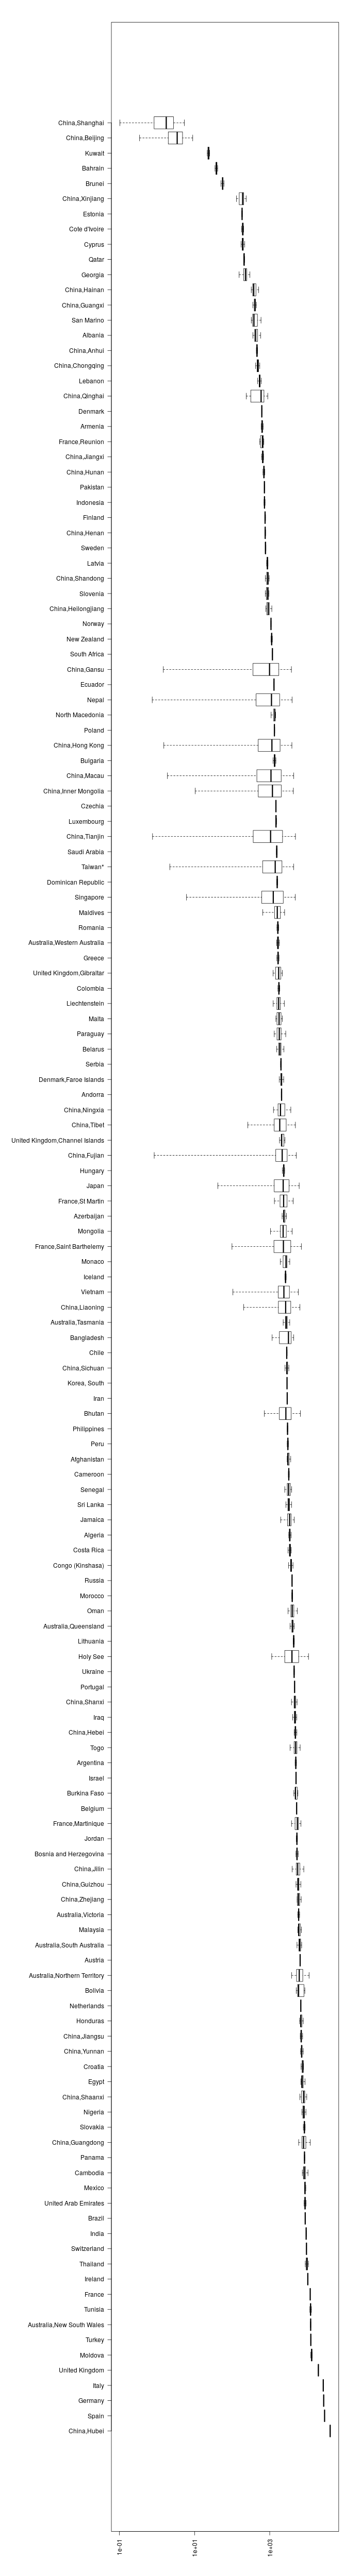 China,Shanghai
China,Beijing
Kuwait
Bahrain
Brunei
China,Xinjiang
Estonia
Cote d'Ivoire
Cyprus
Qatar
Georgia
China,Hainan
China,Guangxi
San Marino
Albania
China,Anhui
China,Chongqing
Lebanon
China,Qinghai
Denmark
Armenia
France,Reunion
China,Jiangxi
China,Hunan
Pakistan
Indonesia
Finland
China,Henan
Sweden
Latvia
China,Shandong
Slovenia
China,Heilongjiang
Norway
New Zealand
South Africa
China,Gansu
Ecuador
Nepal
North Macedonia
Poland
China,Hong Kong
Bulgaria
China,Macau
China,Inner Mongolia
Czechia
Luxembourg
China,Tianjin
Saudi Arabia
Taiwan*
Dominican Republic
Singapore
Maldives
Romania
Australia,Western Australia
Greece
United Kingdom,Gibraltar
Colombia
Liechtenstein
Malta
Paraguay
Belarus
Serbia
Denmark,Faroe Islands
Andorra
China,Ningxia
China,Tibet
United Kingdom,Channel Islands
China,Fujian
Hungary
Japan
France,St Martin
Azerbaijan
Mongolia
France,Saint Barthelemy
Monaco
Iceland
Vietnam
China,Liaoning
Australia,Tasmania
Bangladesh
Chile
China,Sichuan
Korea, South
Iran
Bhutan
Philippines
Peru
Afghanistan
Cameroon
Senegal
Sri Lanka
Jamaica
Algeria
Costa Rica
Congo (Kinshasa)
Russia
Morocco
Oman
Australia,Queensland
Lithuania
Holy See
Ukraine
Portugal
China,Shanxi
Iraq
China,Hebei
Togo
Argentina
Israel
Burkina Faso
Belgium
France,Martinique
Jordan
Bosnia and Herzegovina
China,Jilin
China,Guizhou
China,Zhejiang
Australia,Victoria
Malaysia
Australia,South Australia
Austria
Australia,Northern Territory
Bolivia
Netherlands
Honduras
China,Jiangsu
China,Yunnan
Croatia
Egypt
China,Shaanxi
Nigeria
Slovakia
China,Guangdong
Panama
Cambodia
Mexico
United Arab Emirates
Brazil
India
Switzerland
Thailand
Ireland
France
Tunisia
Australia,New South Wales
Turkey
Moldova
United Kingdom
Italy
Germany
Spain
China,Hubei
1e-01
1e+01
1e+03